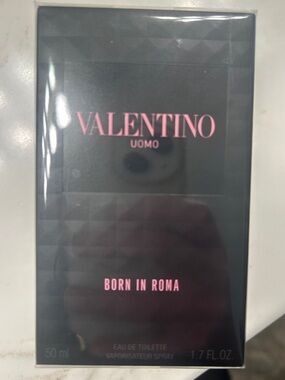 VALENTINO
UOMO
BORN IN ROMA
EAU DE TOILETTE
50 ml VAPORISATEUR SPRAY 1.7 FL.OZ.